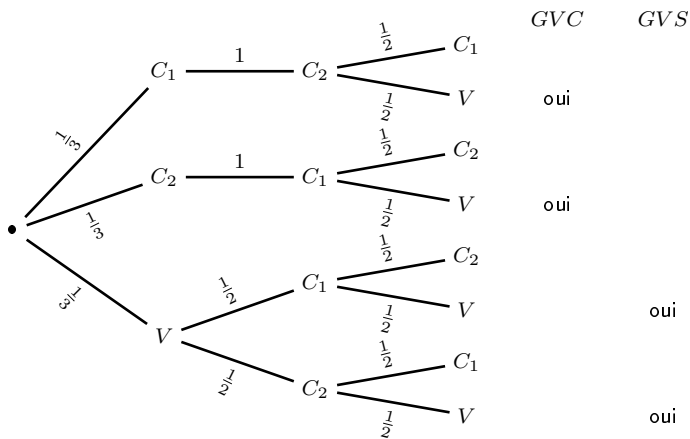 GVC GVS
1/2 C₁
C₁ 1 C₂
1/2 V oui
1/3
1/2 C₂
C₂ 1 C₁
1/3 1/2 V oui
•
1/2 C₂
1/3 1/2 C₁
1/2 V oui
V
1/2 C₁
1/2 C₂
1/2 V oui